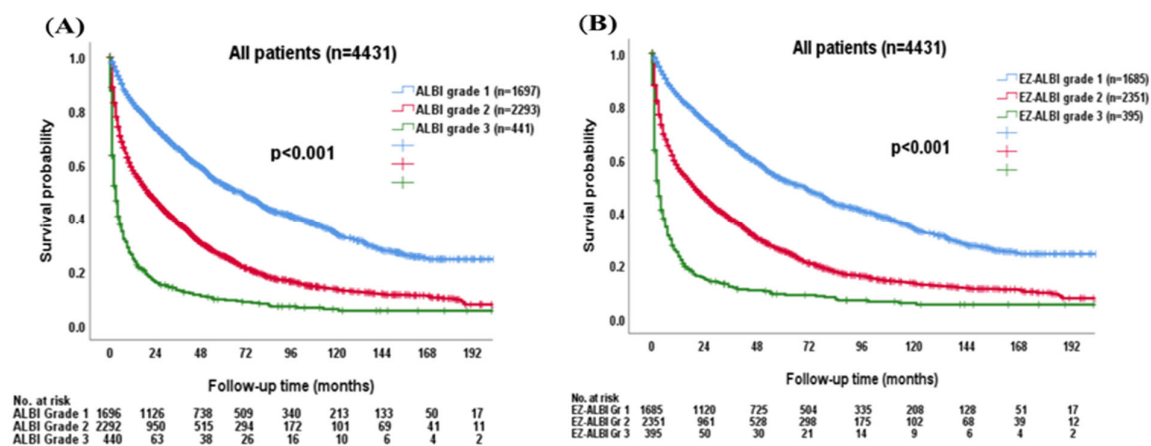 (A)
All patients (n=4431)
ALBI grade 1 (n=1697)
ALBI grade 2 (n=2293)
ALBI grade 3 (n=441)
p<0.001
Survival probability
1.0
0.8
0.6
0.4
0.2
0.0
0 24 48 72 96 120 144 168 192
Follow-up time (months)
No. at risk
ALBI Grade 1 1696 1126 738 509 340 213 133 50 17
ALBI Grade 2 2292 950 515 294 172 101 69 41 11
ALBI Grade 3 440 63 38 26 16 10 6 4 2
(B)
All patients (n=4431)
EZ-ALBI grade 1 (n=1685)
EZ-ALBI grade 2 (n=2351)
EZ-ALBI grade 3 (n=395)
p<0.001
Survial probability
1.0
0.8
0.6
0.4
0.2
0.0
0 24 48 72 96 120 144 168 192
Follow-up time (months)
No. at risk
EZ-ALBI Gr 1 1685 1120 725 504 335 208 128 51 17
EZ-ALBI Gr 2 2351 961 528 298 175 102 68 39 12
EZ-ALBI Gr 3 395 50 30 21 14 9 6 4 2